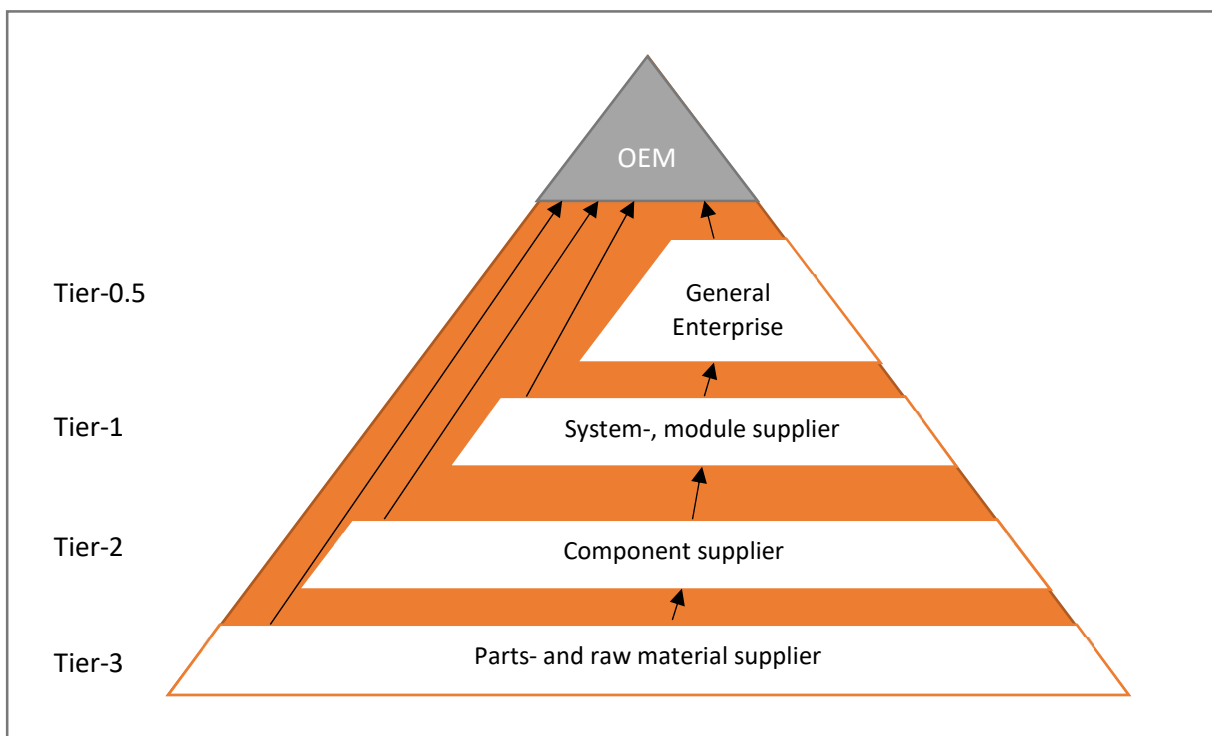 OEM
Tier-0.5
General
Enterprise
Tier-1
System-, module supplier
Tier-2
Component supplier
Tier-3
Parts- and raw material supplier